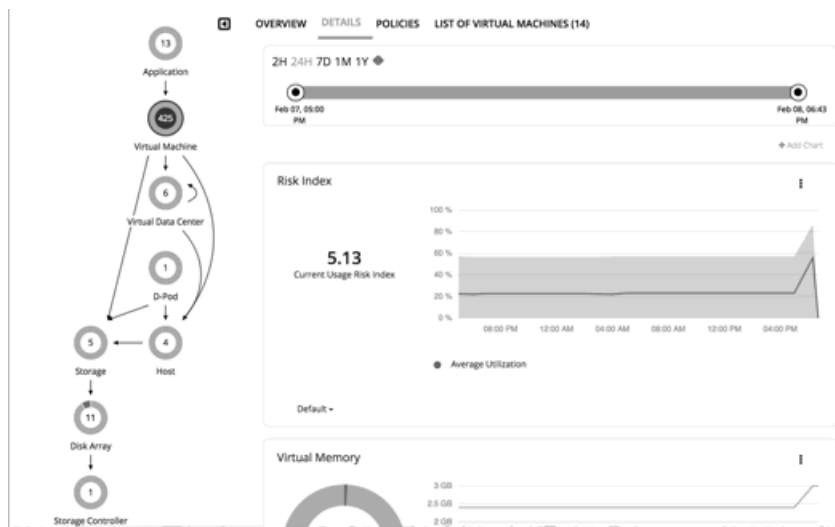 OVERVIEW DETAILS POLICIES LIST OF VIRTUAL MACHINES (14)
13
Application
425
Virtual Machine
6
Virtual Data Center
1
D-Pod
5
Storage
4
Host
11
Disk Array
1
Storage Controller
2H 24H 7D 1M 1Y
Feb 07, 05:00
PM
Feb 08, 06:43
PM
Add Chart
Risk Index
5.13
Current Usage Risk Index
100 %
80 %
60 %
40 %
20 %
0 %
08:00 PM 12:00 AM 04:00 AM 08:00 AM 12:00 PM 04:00 PM
Average Utilization
Default
Virtual Memory
3 GB
2.5 GB
2 GB